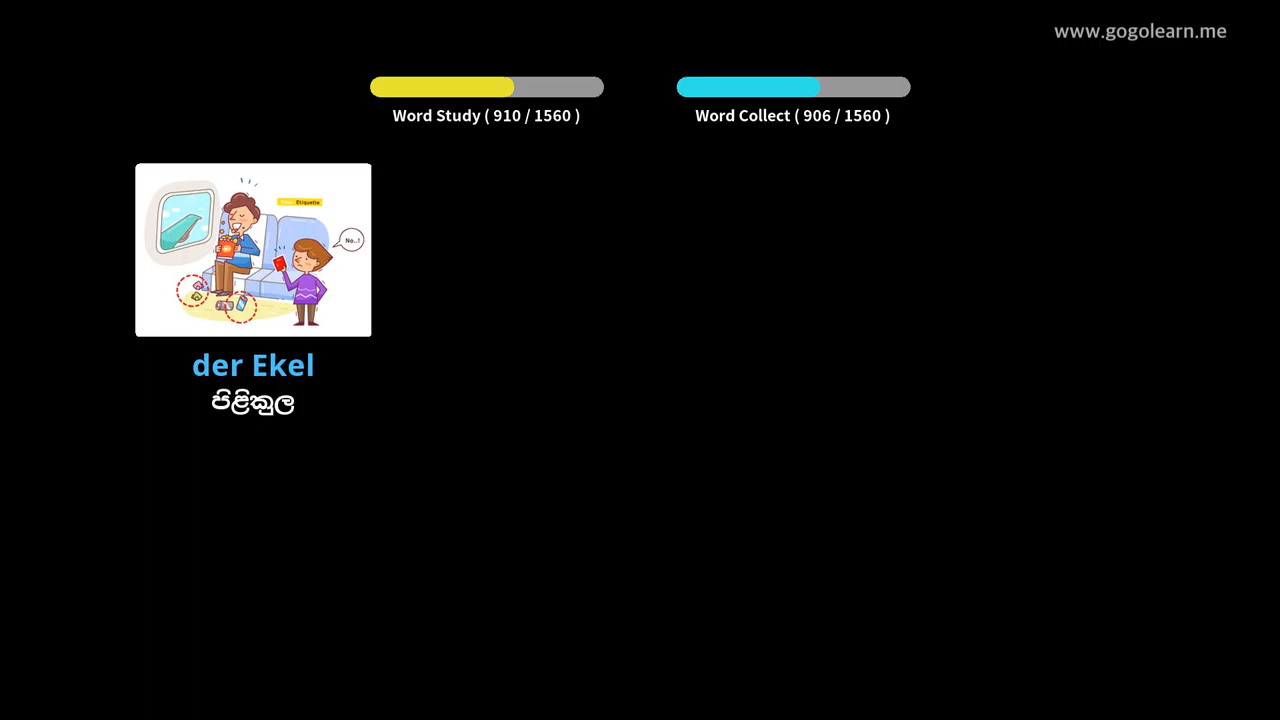 www.gogolearn.me
Word Study ( 910 / 1560 )
Word Collect ( 906 / 1560 )
Etiquette
No..!
der Ekel
පිළිකුල